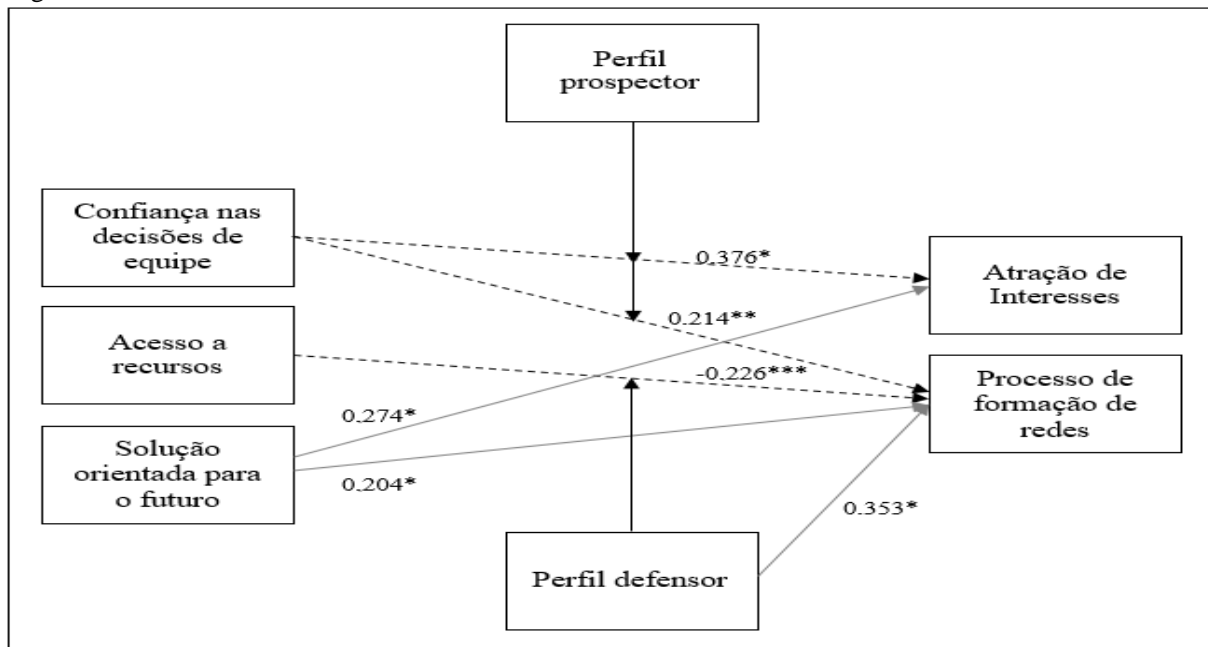 Perfil
prospector
Confiança nas
decisões de
equipe
0.376*
Atração de
Interesses
0.214**
Acesso a
recursos
-0.226***
Processo de
formação de
redes
0.274*
Solução
orientada para
o futuro
0.204*
0.353*
Perfil defensor